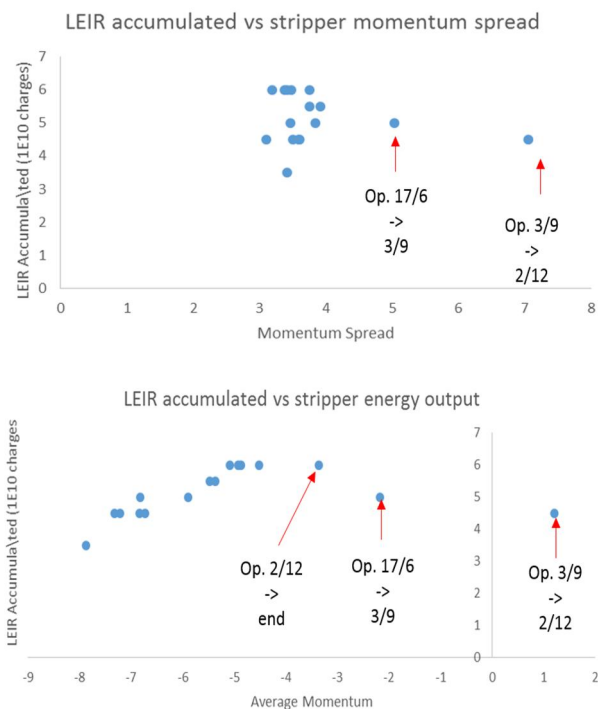 LEIR accumulated vs stripper momentum spread
LEIR Accumula\ted (1E10 charges)
7
6
5
4
3
2
1
0
Op. 17/6
->
3/9
Op. 3/9
->
2/12
0 1 2 3 4 5 6 7 8
Momentum Spread
LEIR accumulated vs stripper energy output
LEIR Accumula\ted (1E10 charges
7
6
5
4
3
2
1
0
Op. 2/12
->
end
Op. 17/6
->
3/9
Op. 3/9
->
2/12
-9 -8 -7 -6 -5 -4 -3 -2 -1 0 1 2
Average Momentum